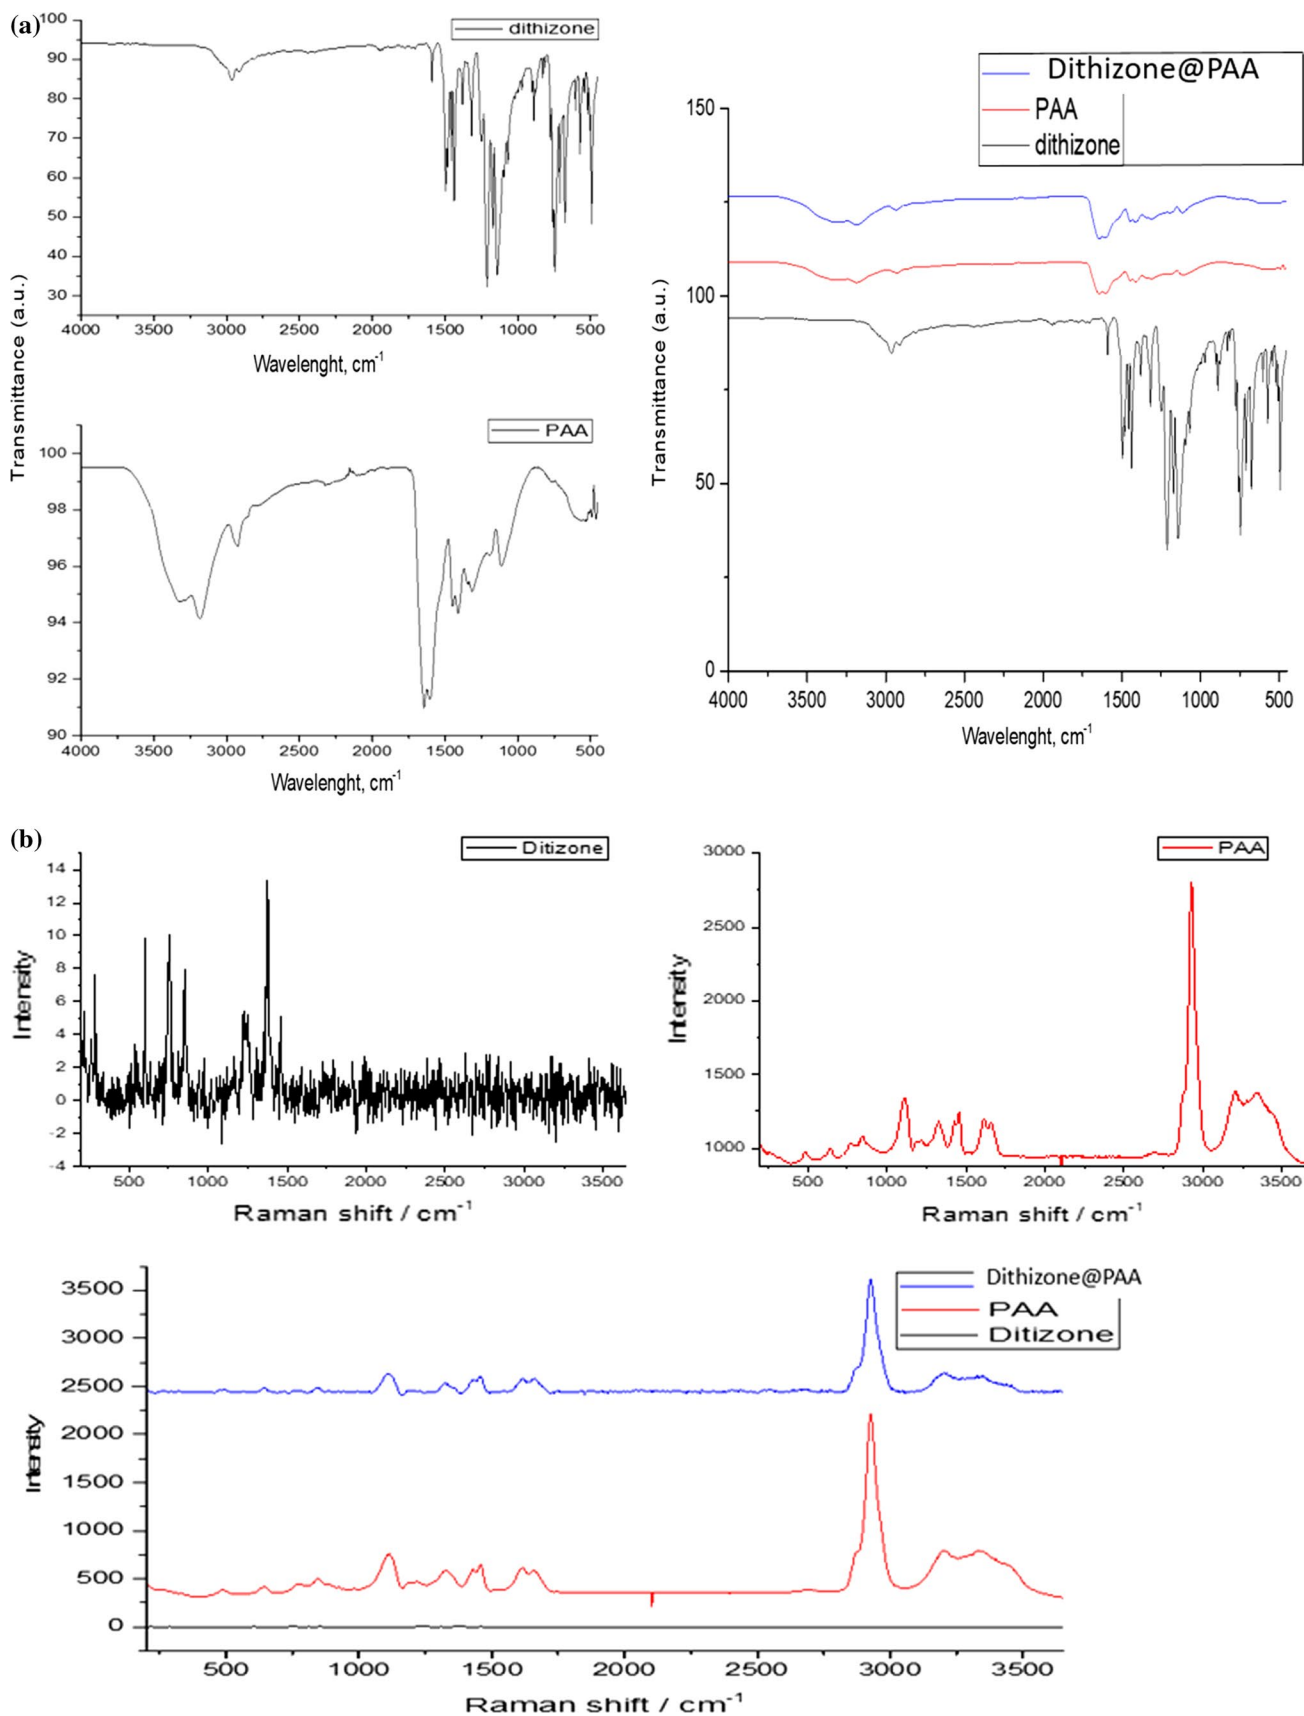 (a)
dithizone
100
90
80
70
60
50
40
30
4000 3500 3000 2500 2000 1500 1000 500
Wavelenght, cm-1
Transmittance (a.u.)
PAA
100
98
96
94
92
90
4000 3500 3000 2500 2000 1500 1000 500
Wavelenght, cm-1
Dithizone@PAA
PAA
dithizone
150
100
50
0
Transmittance (a.u.)
4000 3500 3000 2500 2000 1500 1000 500
Wavelenght, cm-1
(b)
Ditizone
14
12
10
8
6
4
2
0
-2
-4
Intensity
500 1000 1500 2000 2500 3000 3500
Raman shift / cm-1
PAA
3000
2500
2000
1500
1000
Intensity
500 1000 1500 2000 2500 3000 3500
Raman shift / cm-1
Dithizone@PAA
PAA
Ditizone
3500
3000
2500
2000
1500
1000
500
0
Intensity
500 1000 1500 2000 2500 3000 3500
Raman shift / cm-1